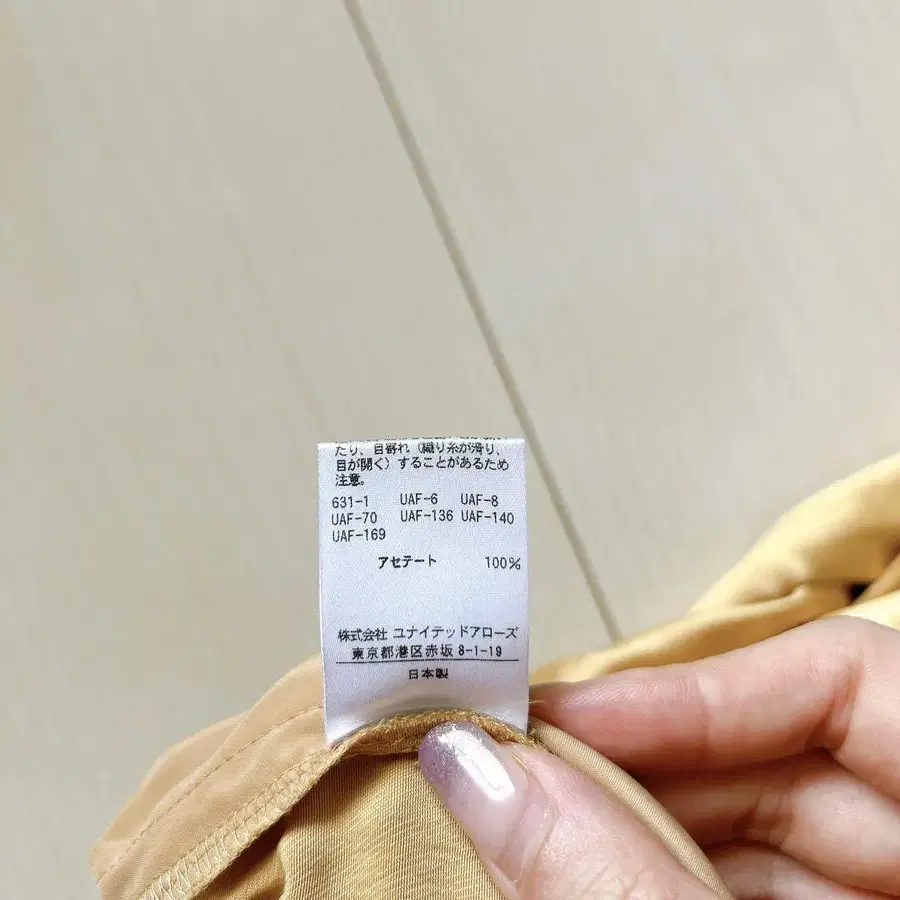 たり、目寄れ（織り糸が滑り、
目が開く）することがあるため
注意。
631-1 UAF-6 UAF-8
UAF-70 UAF-136 UAF-140
UAF-169
アセテート 100%
株式会社 ユナイテッドアローズ
東京都港区赤坂 8-1-19
日本製